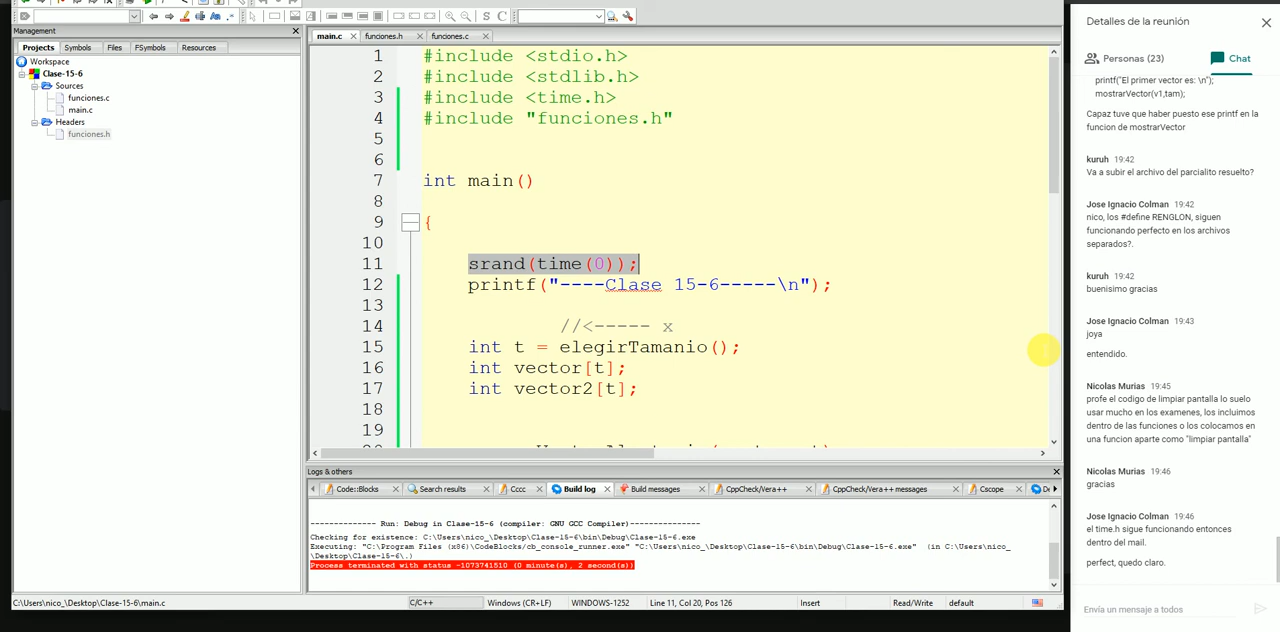 Management
Projects
Symbols
Files
FSymbols
Resources
Workspace
Clase-15-6
Sources
funciones.c
main.c
Headers
funciones.h
main.c
funciones.h
funciones.c
1 #include <stdio.h>
2 #include <stdlib.h>
3 #include <time.h>
4 #include "funciones.h"
5
6
7 int main()
8
9 {
10
11 srand(time(0));
12 printf("----Clase 15-6-----\n");
13
14 //<----- x
15 int t = elegirTamanio();
16 int vector[t];
17 int vector2[t];
18
19
Logs & others
Code::Blocks
Search results
Cccc
Build log
Build messages
CppCheck/Vera++
CppCheck/Vera++ messages
Cscope
-------------- Run: Debug in Clase-15-6 (compiler: GNU GCC Compiler)---------------
Checking for existence: C:\Users\nico_\Desktop\Clase-15-6\bin\Debug\Clase-15-6.exe
Executing: "C:\Program Files (x86)\CodeBlocks/cb_console_runner.exe" "C:\Users\nico_\Desktop\Clase-15-6\bin\Debug\Clase-15-6.exe" (in C:\Users\nico_
\Desktop\Clase-15-6\.)
Process terminated with status -1073741510 (0 minute(s), 2 second(s))
C:\Users\nico_\Desktop\Clase-15-6\main.c
C/C++
Windows (CR+LF)
WINDOWS-1252
Line 11, Col 20, Pos 126
Insert
Read/Write
default
Detalles de la reunión
Personas (23)
Chat
printf("El primer vector es: \n");
mostrarVector(v1,tam);
Capaz tuve que haber puesto ese printf en la
funcion de mostrarVector
kuruh 19:42
Va a subir el archivo del parcialito resuelto?
Jose Ignacio Colman 19:42
nico, los #define RENGLON, siguen
funcionando perfecto en los archivos
separados?.
kuruh 19:42
buenisimo gracias
Jose Ignacio Colman 19:43
joya
entendido.
Nicolas Murias 19:45
profe el codigo de limpiar pantalla lo suelo
usar mucho en los examenes, los incluimos
dentro de las funciones o los colocamos en
una funcion aparte como "limpiar pantalla"
Nicolas Murias 19:46
gracias
Jose Ignacio Colman 19:46
el time.h sigue funcionando entonces
dentro del mail.
perfect, quedo claro.
Envía un mensaje a todos